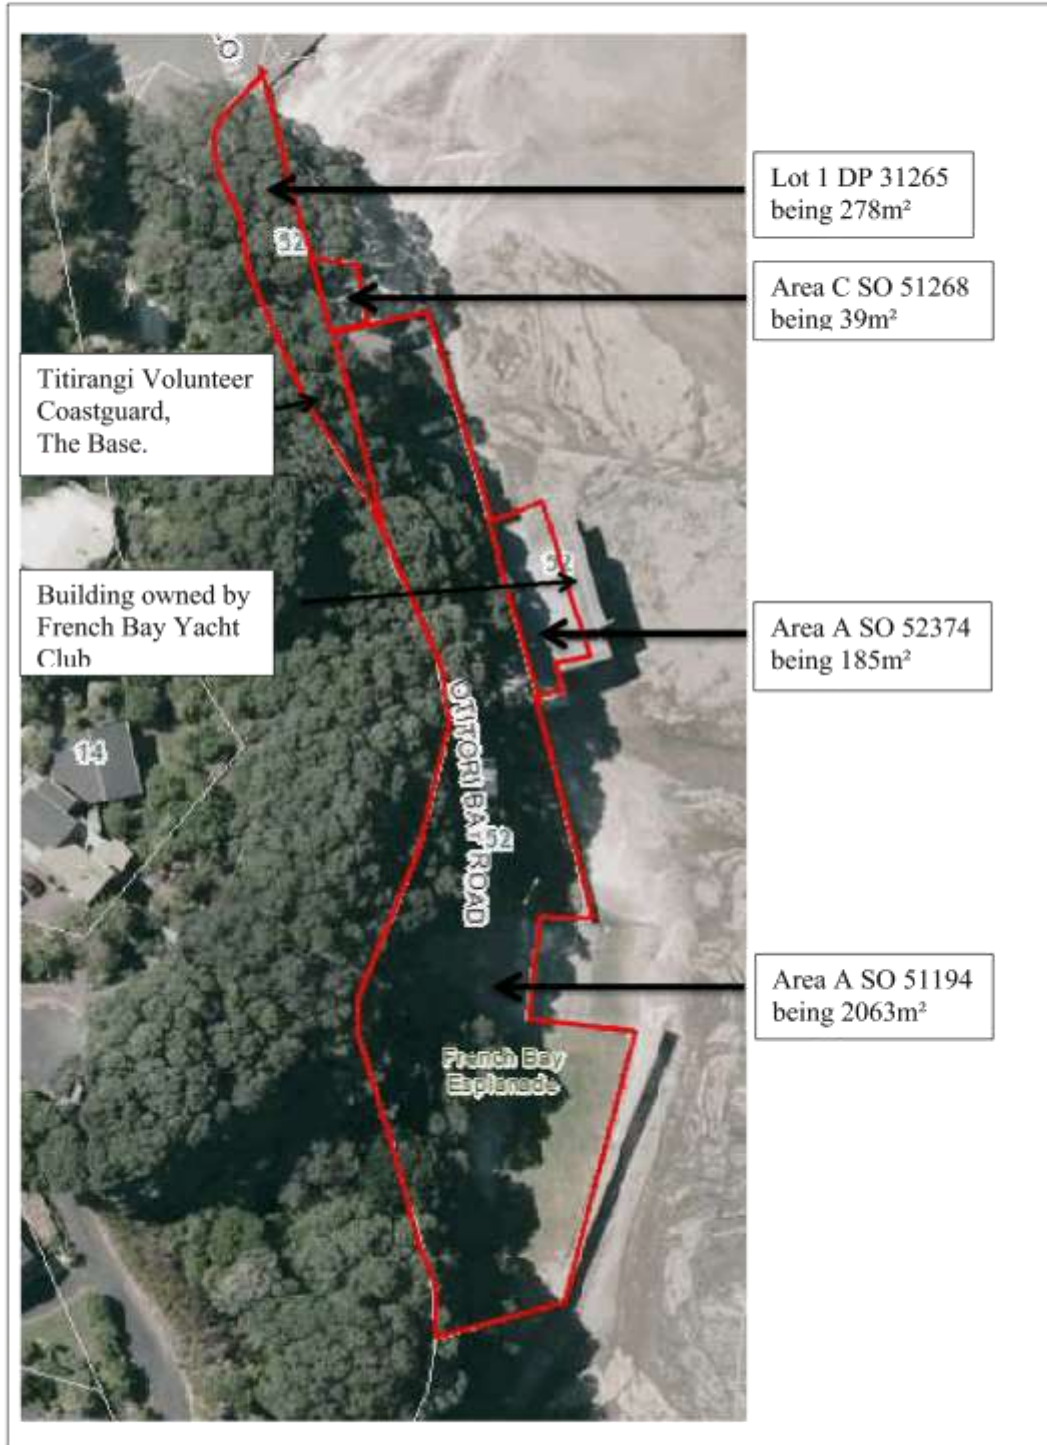 Lot 1 DP 31265
being 278m²
52
Area C SO 51268
being 39m²
Titirangi Volunteer
Coastguard,
The Base.
52
Building owned by
French Bay Yacht
Club
Area A SO 52374
being 185m²
14
OTITORI BAY ROAD
52
Area A SO 51194
being 2063m²
French Bay
Esplanade